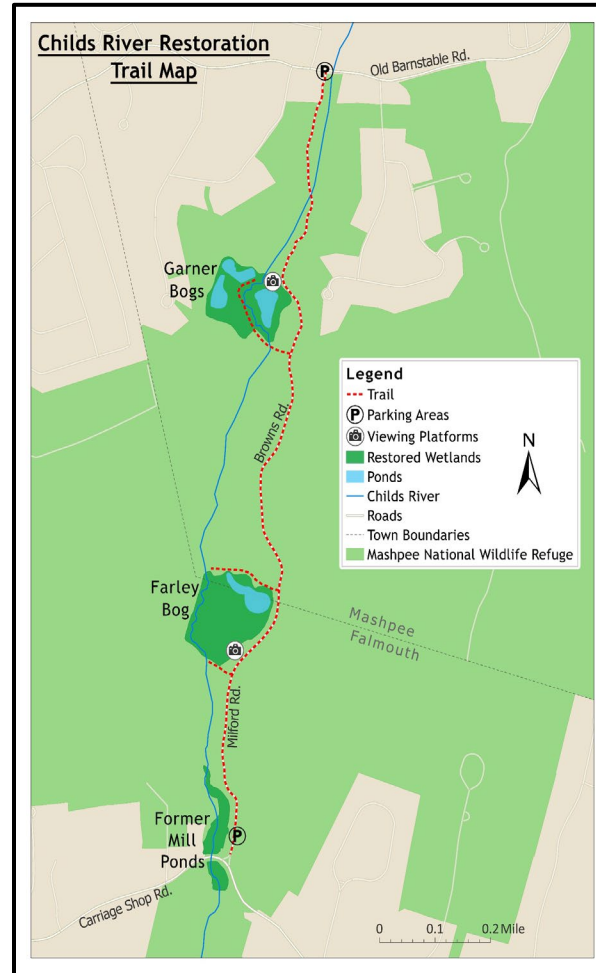 Childs River Restoration
Trail Map
P
Old Barnstable Rd.
Garner
Bogs
Legend
Trail
P Parking Areas
Viewing Platforms
Restored Wetlands
Ponds
Childs River
Roads
Town Boundaries
Mashpee National Wildlife Refuge
N
Browns Rd.
Farley
Bog
Mashpee
Falmouth
Milford Rd.
Former
Mill
Ponds
P
Carriage Shop Rd.
0 0.1 0.2 Mile